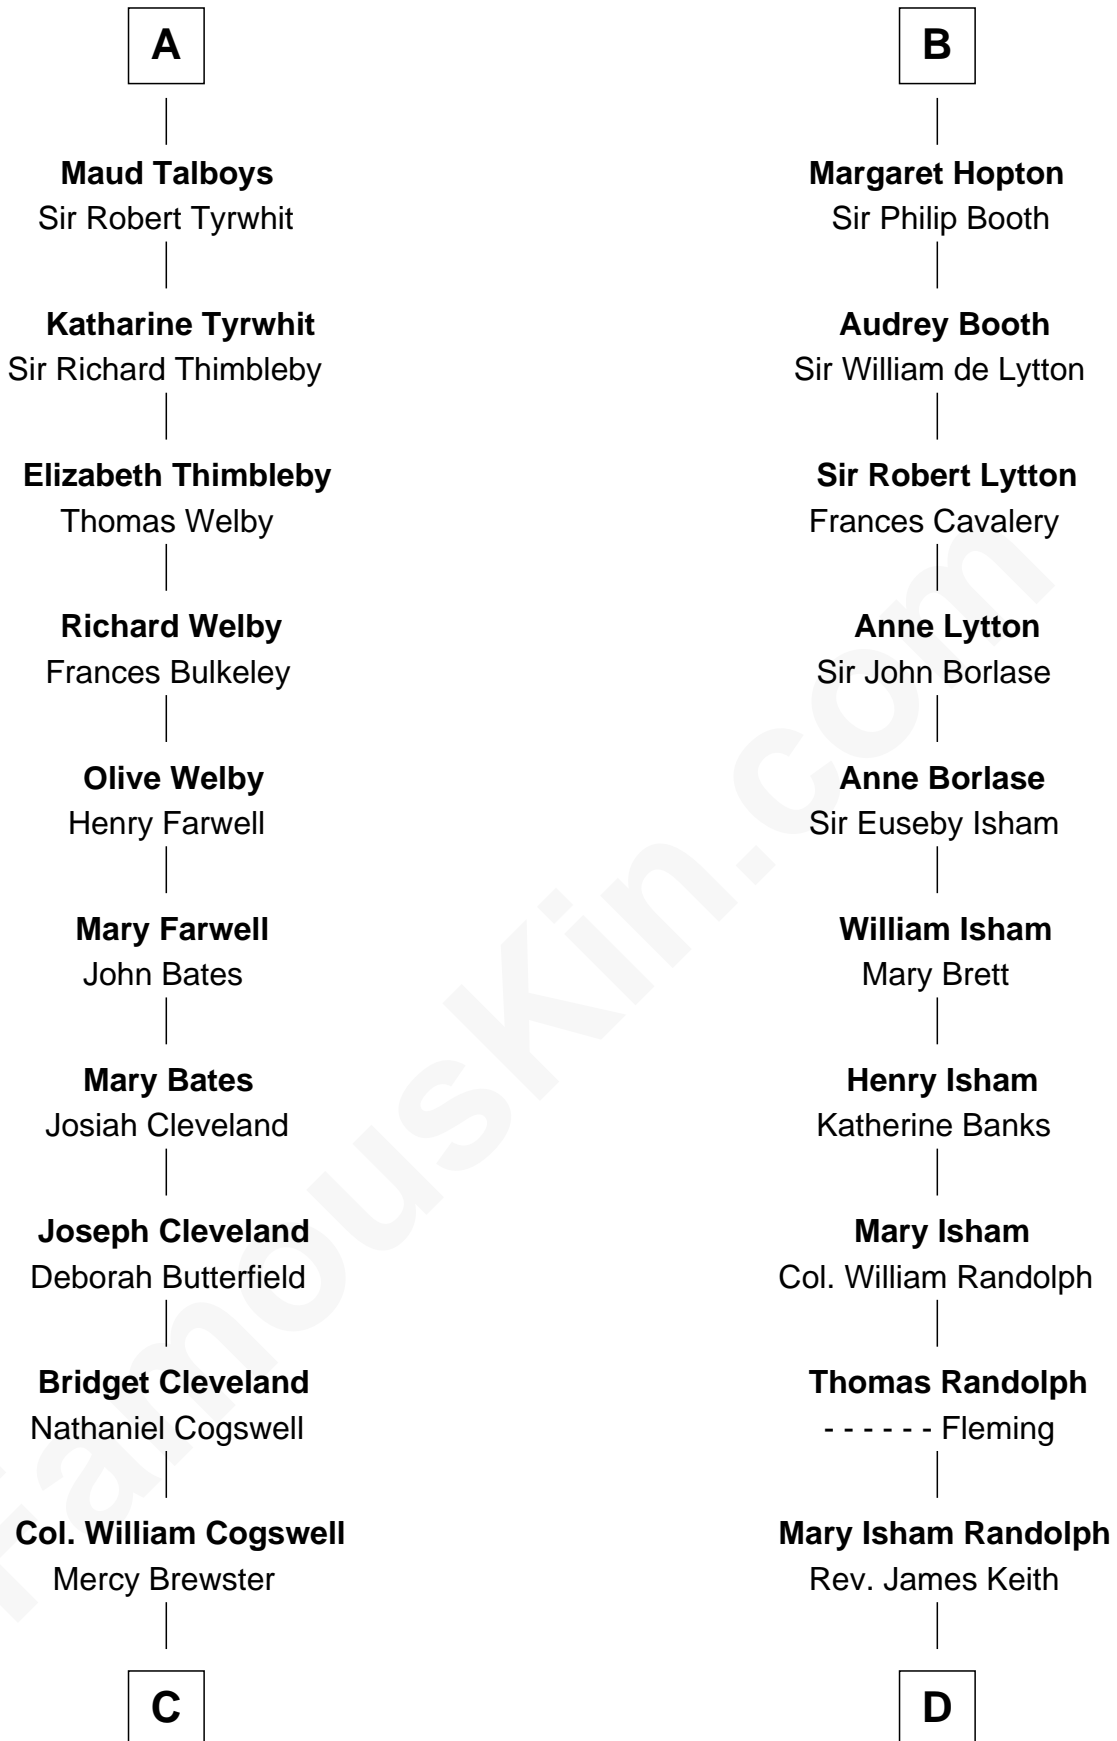 A
Maud Talboys
Sir Robert Tyrwhit
Katharine Tyrwhit
Sir Richard Thimbleby
Elizabeth Thimbleby
Thomas Welby
Richard Welby
Frances Bulkeley
Olive Welby
Henry Farwell
Mary Farwell
John Bates
Mary Bates
Josiah Cleveland
Joseph Cleveland
Deborah Butterfield
Bridget Cleveland
Nathaniel Cogswell
Col. William Cogswell
Mercy Brewster
C
B
Margaret Hopton
Sir Philip Booth
Audrey Booth
Sir William de Lytton
Sir Robert Lytton
Frances Cavalery
Anne Lytton
Sir John Borlase
Anne Borlase
Sir Euseby Isham
William Isham
Mary Brett
Henry Isham
Katherine Banks
Mary Isham
Col. William Randolph
Thomas Randolph
- - - - - - Fleming
Mary Isham Randolph
Rev. James Keith
D
FamousKin.com